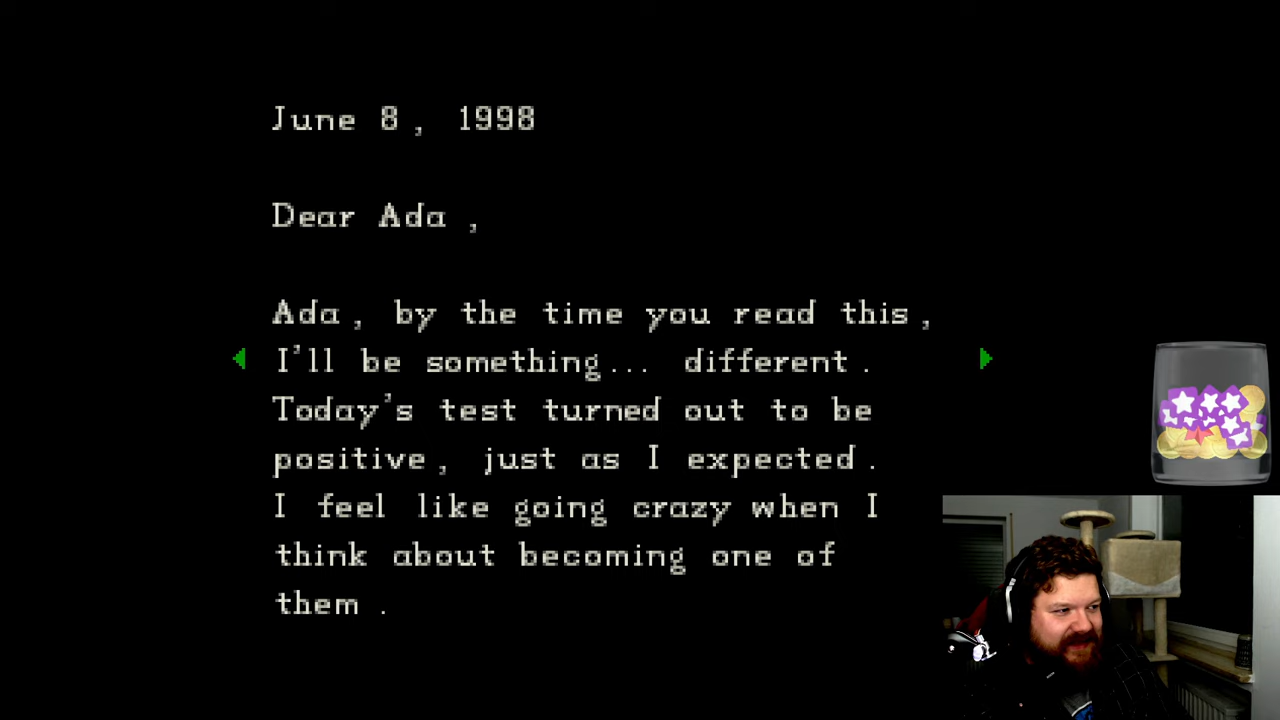 June 8, 1998
Dear Ada,
Ada, by the time you read this,
I'll be something... different.
Today's test turned out to be
positive, just as I expected.
I feel like going crazy when I
think about becoming one of
them.